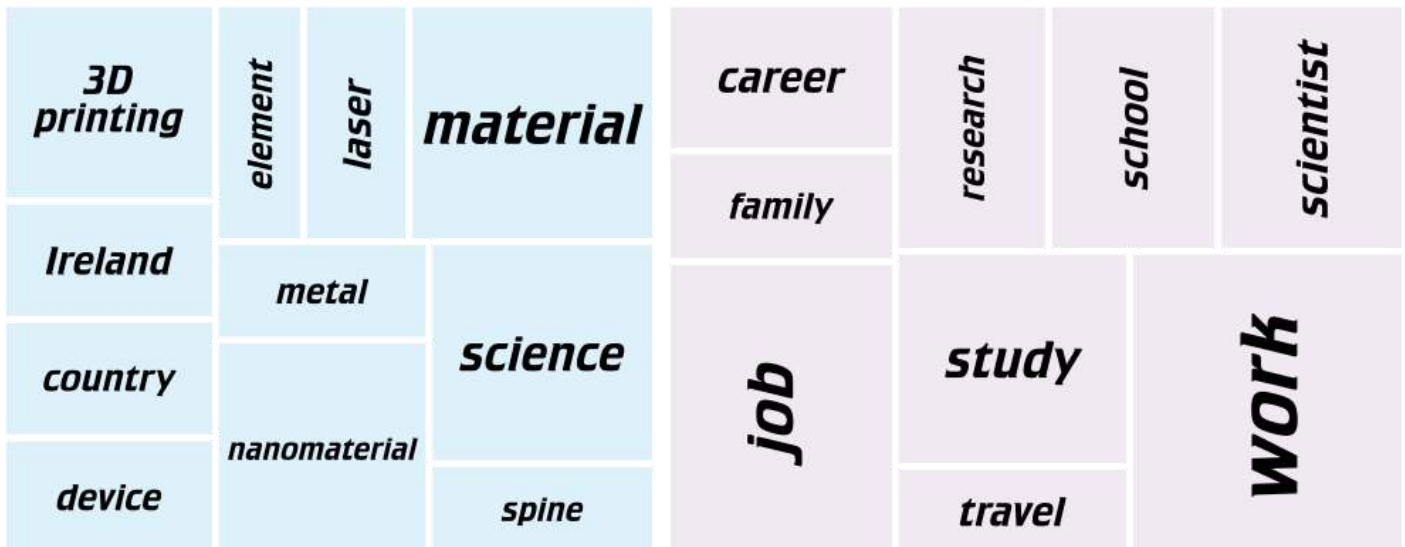 3D
printing
element
laser
material
Ireland
metal
science
country
nanomaterial
device
spine
career
research
school
scientist
family
job
study
work
travel